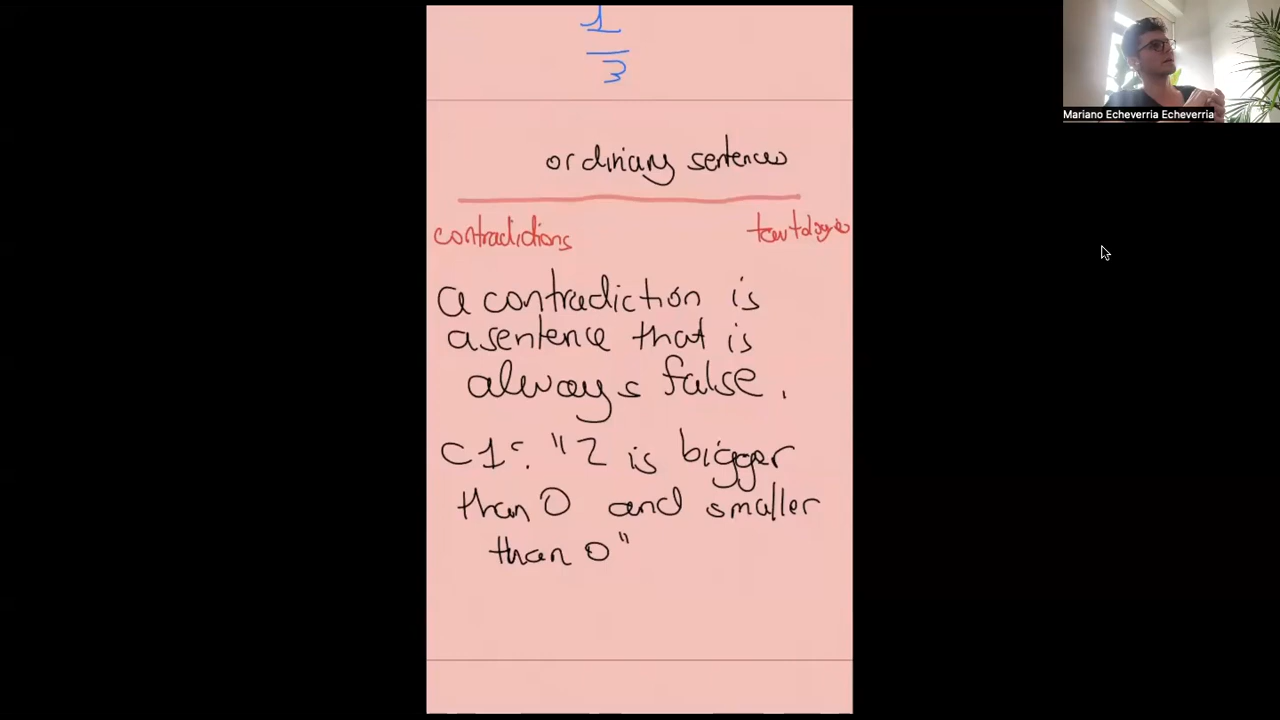 1
3
Mariano Echeverria Echeverria
ordinary sentences
contradictions tautologies
a contradiction is
a sentence that is
always false.
C1: "2 is bigger
than 0 and smaller
than 0"